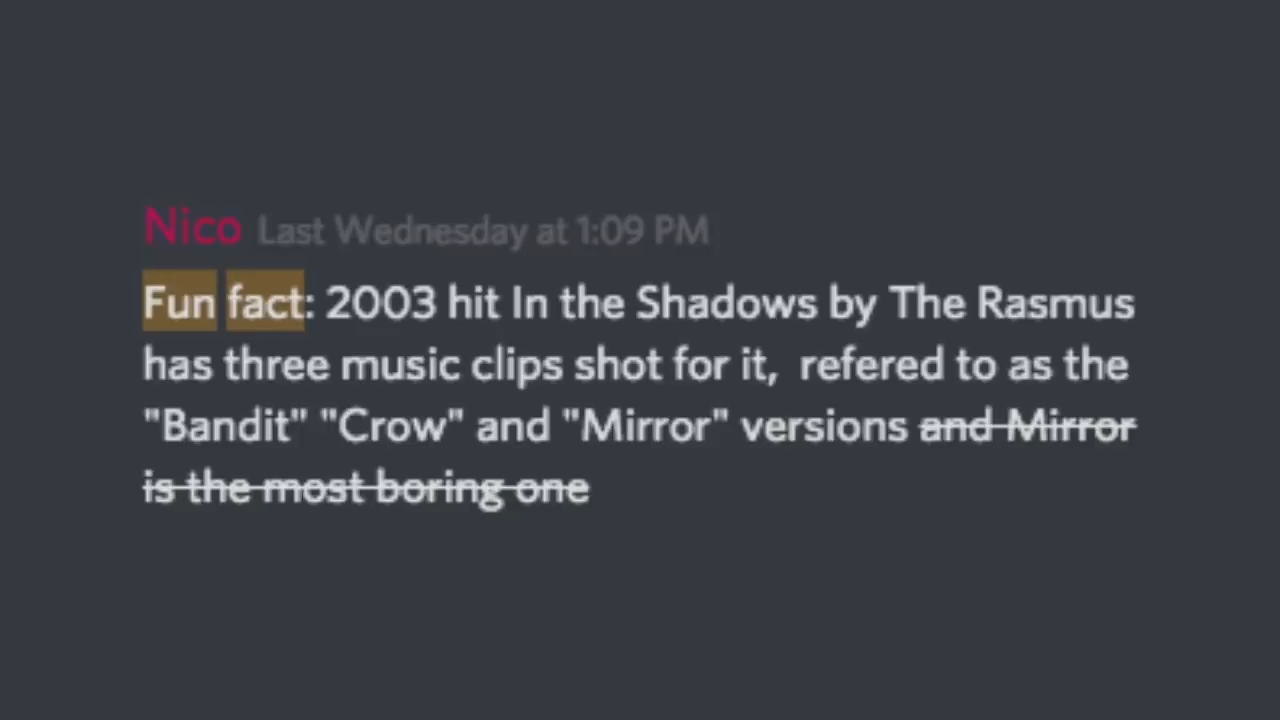 Nico Last Wednesday at 1:09 PM
Fun fact: 2003 hit In the Shadows by The Rasmus
has three music clips shot for it,  refered to as the
"Bandit" "Crow" and "Mirror" versions and Mirror
is the most boring one